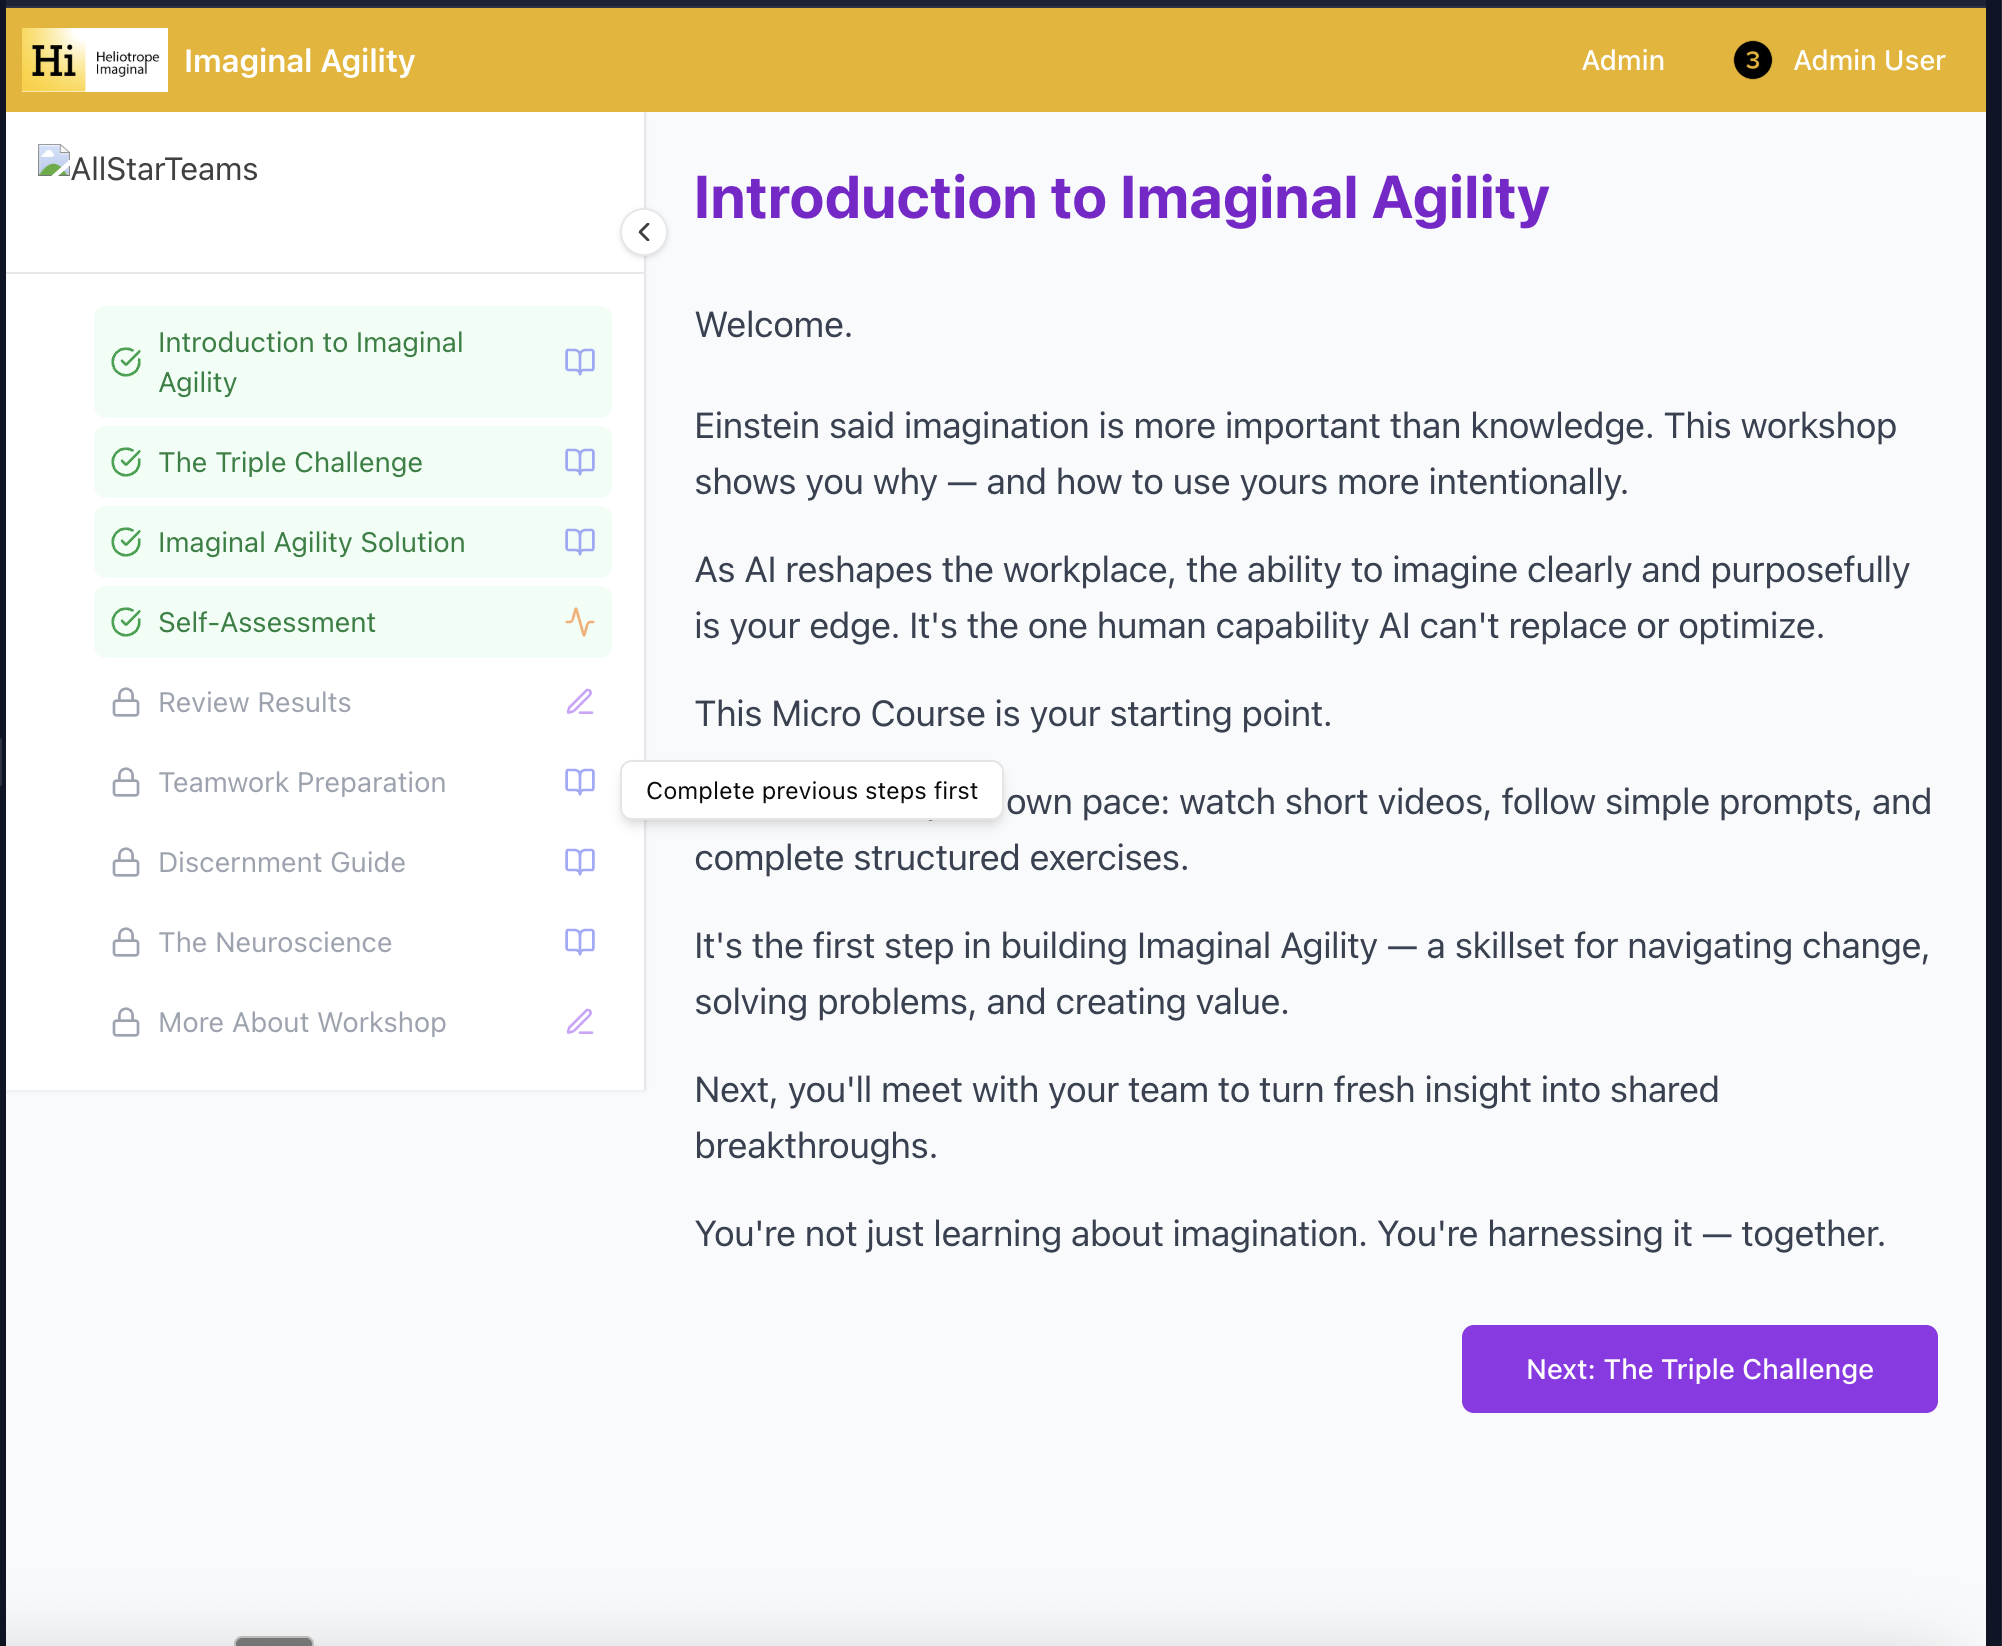 Hi Heliotrope
Imaginal
Imaginal Agility
Admin
3
Admin User
AllStarTeams
Introduction to Imaginal
Agility
The Triple Challenge
Imaginal Agility Solution
Self-Assessment
Review Results
Teamwork Preparation
Discernment Guide
The Neuroscience
More About Workshop
Introduction to Imaginal Agility
Welcome.
Einstein said imagination is more important than knowledge. This workshop
shows you why — and how to use yours more intentionally.
As AI reshapes the workplace, the ability to imagine clearly and purposefully
is your edge. It's the one human capability AI can't replace or optimize.
This Micro Course is your starting point.
Complete previous steps first
own pace: watch short videos, follow simple prompts, and
complete structured exercises.
It's the first step in building Imaginal Agility — a skillset for navigating change,
solving problems, and creating value.
Next, you'll meet with your team to turn fresh insight into shared
breakthroughs.
You're not just learning about imagination. You're harnessing it — together.
Next: The Triple Challenge